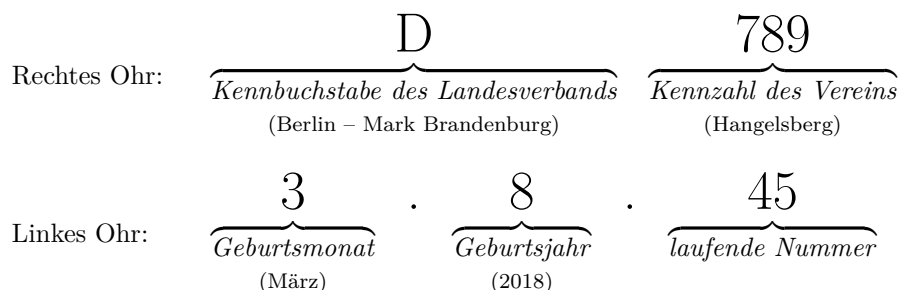 D 789
Rechtes Ohr:
Kennbuchstabe des Landesverbands Kennzahl des Vereins
(Berlin – Mark Brandenburg) (Hangelsberg)
3 . 8 . 45
Linkes Ohr:
Geburtsmonat Geburtsjahr laufende Nummer
(März) (2018)